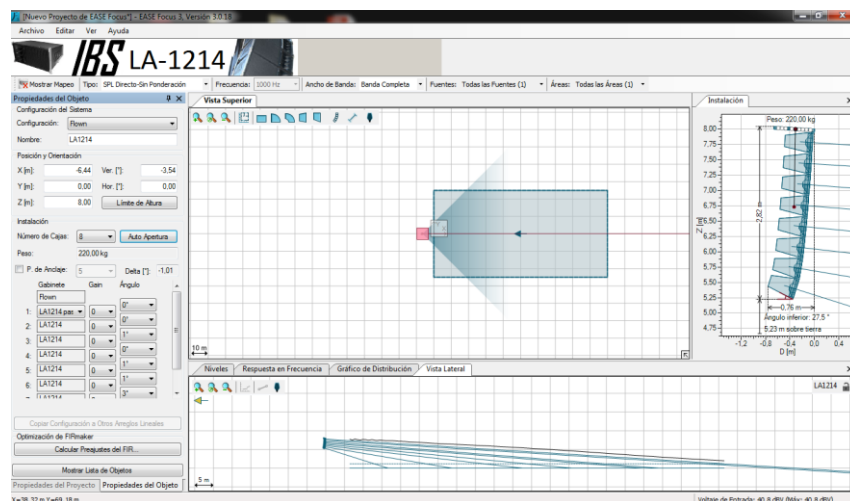 [Nuevo Proyecto de EASE Focus*] - EASE Focus 3, Versión 3.0.18
Archivo Editar Ver Ayuda
IBS LA-1214
Mostrar Mapeo Tipo: SPL Directo-Sin Ponderación Frecuencia: 1000 Hz Ancho de Banda: Banda Completa Fuentes: Todas las Fuentes (1) Áreas: Todas las Áreas (1)
Propiedades del Objeto
Configuración del Sistema
Configuración: Flown
Nombre: LA1214
Posición y Orientación
X [m]: -6,44 Ver. [°]: -3,54
Y [m]: 0,00 Hor. [°]: 0.00
Z [m]: 8,00 Límite de Altura
Instalación
Número de Cajas: 8 Auto Apertura
Peso: 220,00 kg
P. de Anclaje: 5 Delta [°]: -1,01
Gabinete Gain Ángulo
Flown
0°
1: LA1214 pas 0
0°
2: LA1214 0
1°
3: LA1214 0
0°
4: LA1214 0
1°
5: LA1214 0
1°
6: LA1214 0
3°
Copiar Configuración a Otros Arreglos Lineales
Optimización de FIRmaker
Calcular Preajustes del FIR...
Mostrar Lista de Objetos
Propiedades del Proyecto Propiedades del Objeto
Vista Superior
10 m
Niveles Respuesta en Frecuencia Gráfico de Distribución Vista Lateral
LA1214
5 m
Instalación
Peso: 220.00 kg
8.00
7.75
7.50
7.25
7.00
6.75
6.50
6.25
6.00
5.75
5.50
5.25
5.00
4.75
Z [m]
2,82 m
0,76 m
Ángulo inferior: 27,5 °
5.23 m sobre tierra
-1.2 -0.8 -0.4 0.0 0.4
D [m]
X=38,32 m Y=69,18 m
Voltaje de Entrada: 40,8 dBV (Máx: 40,8 dBV)